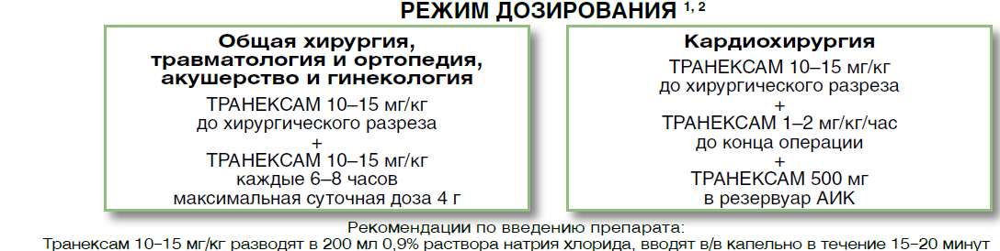 РЕЖИМ ДОЗИРОВАНИЯ 1, 2
Общая хирургия,
травматология и ортопедия,
акушерство и гинекология
ТРАНЕКСАМ 10–15 мг/кг
до хирургического разреза
+
ТРАНЕКСАМ 10–15 мг/кг
каждые 6–8 часов
максимальная суточная доза 4 г
Кардиохирургия
ТРАНЕКСАМ 10–15 мг/кг
до хирургического разреза
+
ТРАНЕКСАМ 1–2 мг/кг/час
до конца операции
+
ТРАНЕКСАМ 500 мг
в резервуар АИК
Рекомендации по введению препарата:
Транексам 10–15 мг/кг разводят в 200 мл 0,9% раствора натрия хлорида, вводят в/в капельно в течение 15–20 минут